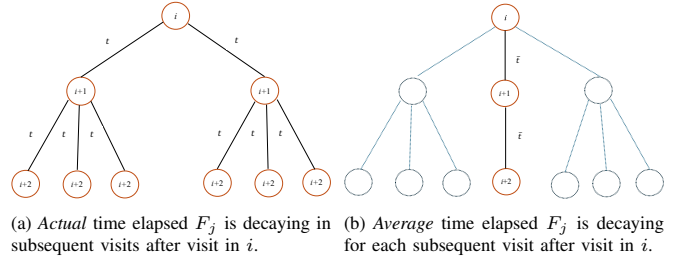 i
t
t
i+1
i+1
t
t
t
t
t
t
i+2
i+2
i+2
i+2
i+2
i+2
(a) Actual time elapsed F_j is decaying in
subsequent visits after visit in i.
i
t̄
i+1
t̄
i+2
(b) Average time elapsed F_j is decaying
for each subsequent visit after visit in i.